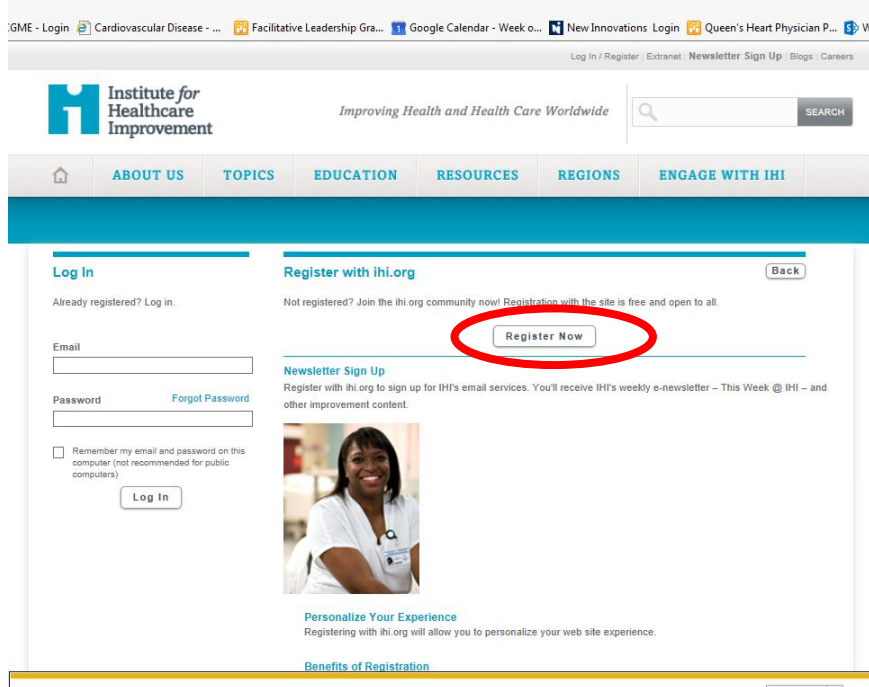 CGME - Login Cardiovascular Disease - ... Facilitative Leadership Gra... Google Calendar - Week o... New Innovations Login Queen's Heart Physician P...
Log In / Register Extranet Newsletter Sign Up Blogs Careers
Institute for
Healthcare
Improvement
Improving Health and Health Care Worldwide
SEARCH
ABOUT US TOPICS EDUCATION RESOURCES REGIONS ENGAGE WITH IHI
Log In
Already registered? Log in.
Email
Password Forgot Password
Remember my email and password on this
computer (not recommended for public
computers)
Log In
Register with ihi.org
Back
Not registered? Join the ihi.org community now! Registration with the site is free and open to all.
Register Now
Newsletter Sign Up
Register with ihi.org to sign up for IHI's email services. You'll receive IHI's weekly e-newsletter – This Week @ IHI – and
other improvement content.
Personalize Your Experience
Registering with ihi.org will allow you to personalize your web site experience.
Benefits of Registration